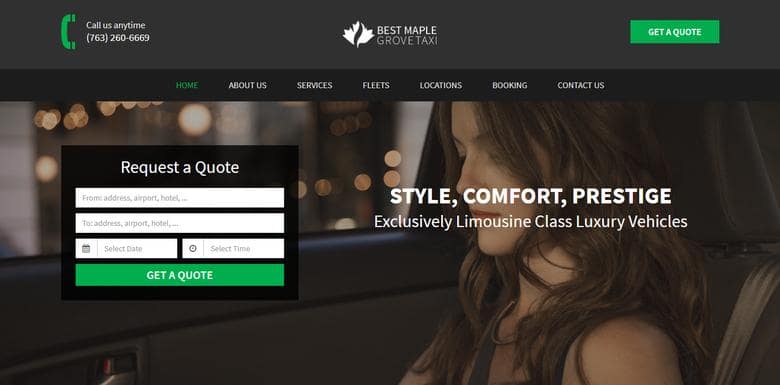 Call us anytime
(763) 260-6669
BEST MAPLE
GROVE TAXI
GET A QUOTE
HOME ABOUT US SERVICES FLEETS LOCATIONS BOOKING CONTACT US
Request a Quote
From: address, airport, hotel, ...
To: address, airport, hotel, ...
Select Date Select Time
GET A QUOTE
STYLE, COMFORT, PRESTIGE
Exclusively Limousine Class Luxury Vehicles